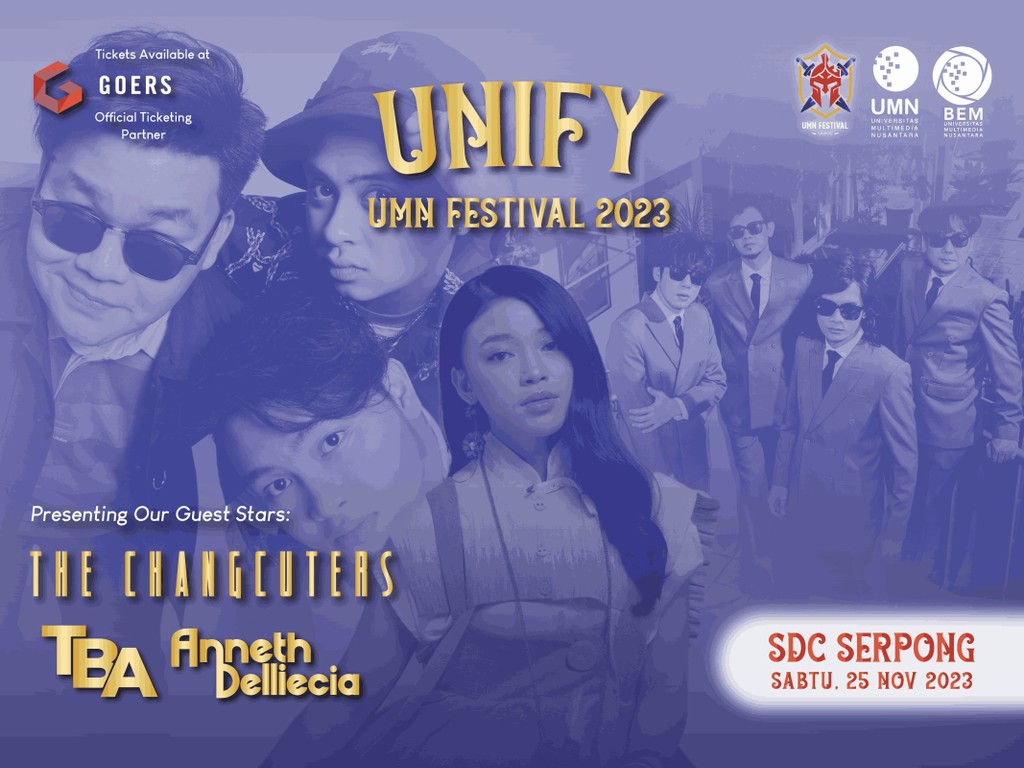 Tickets Available at
GOERS
Official Ticketing
Partner
UNIFY
UMN FESTIVAL 2023
UMN FESTIVAL
UMN
UNIVERSITAS
MULTIMEDIA
NUSANTARA
BEM
UNIVERSITAS
MULTIMEDIA
NUSANTARA
Presenting Our Guest Stars:
THE CHANGCUTERS
TBA
Anneth
Delliecia
SDC SERPONG
SABTU, 25 NOV 2023